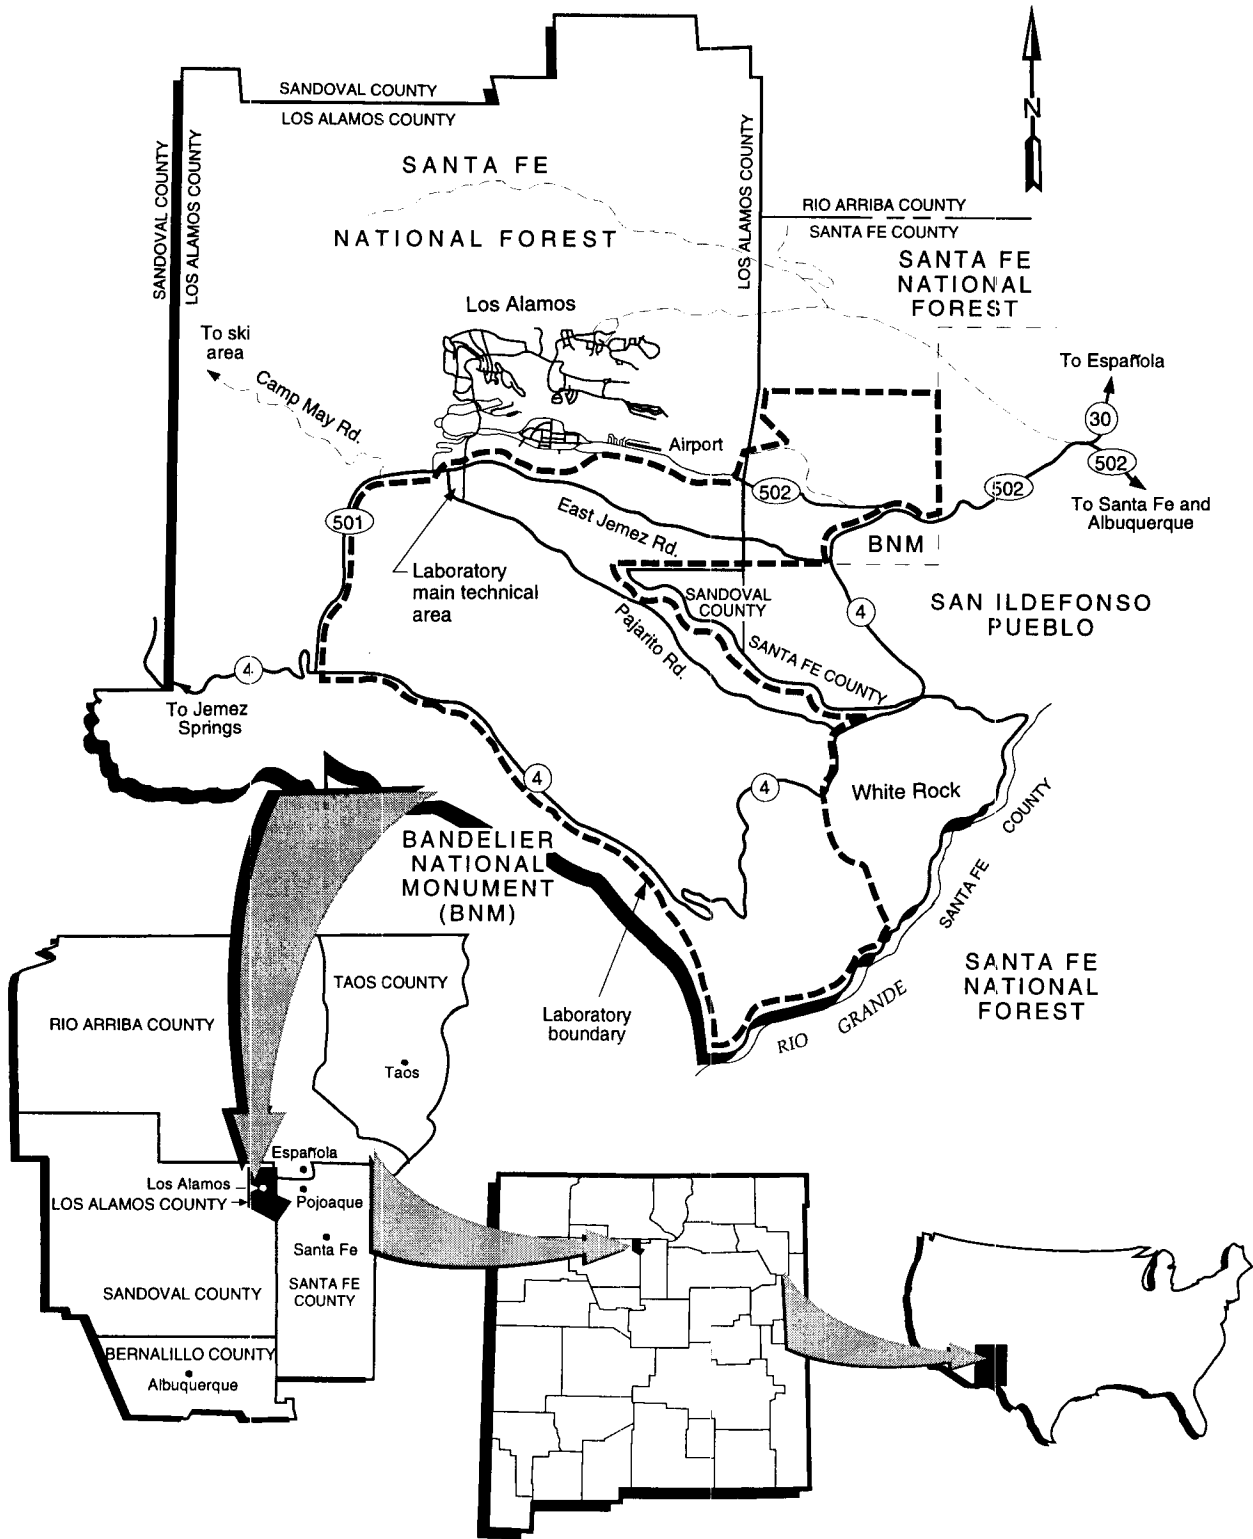 SANDOVAL COUNTY
LOS ALAMOS COUNTY
SANDOVAL COUNTY
LOS ALAMOS COUNTY
SANTA FE
NATIONAL FOREST
LOS ALAMOS COUNTY
N
RIO ARRIBA COUNTY
SANTA FE COUNTY
SANTA FE
NATIONAL
FOREST
Los Alamos
To ski
area
Camp May Rd.
Airport
To Española
30
502
502
502
To Santa Fe and
Albuquerque
501
East Jemez Rd.
BNM
Laboratory
main technical
area
SANDOVAL
COUNTY
SANTA FE COUNTY
Pajarito Rd.
4
SAN ILDEFONSO
PUEBLO
4
To Jemez
Springs
4
4
White Rock
SANTA FE COUNTY
BANDELIER
NATIONAL
MONUMENT
(BNM)
Laboratory
boundary
RIO GRANDE
SANTA FE
NATIONAL
FOREST
TAOS COUNTY
RIO ARRIBA COUNTY
Taos
Española
Los Alamos
LOS ALAMOS COUNTY
Pojoaque
Santa Fe
SANTA FE
COUNTY
SANDOVAL COUNTY
BERNALILLO COUNTY
Albuquerque